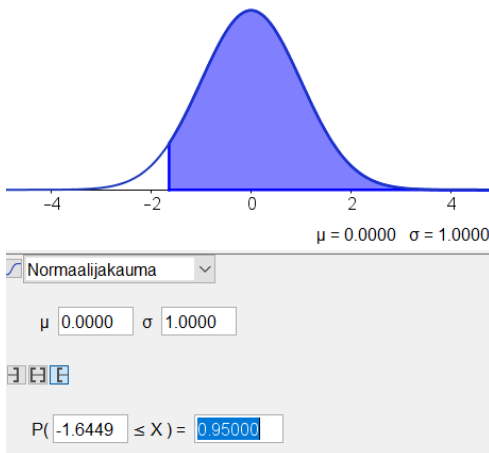 -4 -2 0 2 4
μ = 0.0000 σ = 1.0000
Normaalijakauma
μ 0.0000 σ 1.0000
P( -1.6449 ≤ X ) = 0.95000